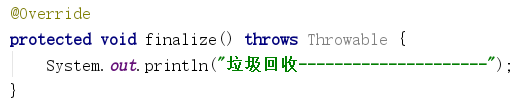 @Override
protected void finalize() throws Throwable {
    System.out.println("垃圾回收---------------------");
}